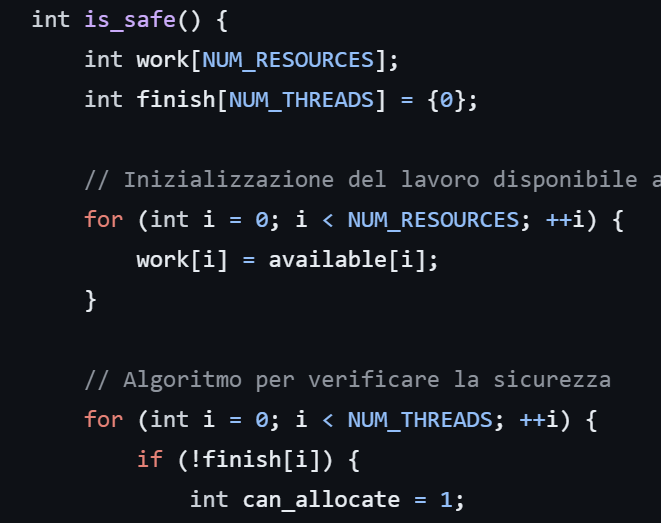 int is_safe() {
    int work[NUM_RESOURCES];
    int finish[NUM_THREADS] = {0};

    // Inizializzazione del lavoro disponibile a
    for (int i = 0; i < NUM_RESOURCES; ++i) {
        work[i] = available[i];
    }

    // Algoritmo per verificare la sicurezza
    for (int i = 0; i < NUM_THREADS; ++i) {
        if (!finish[i]) {
            int can_allocate = 1;